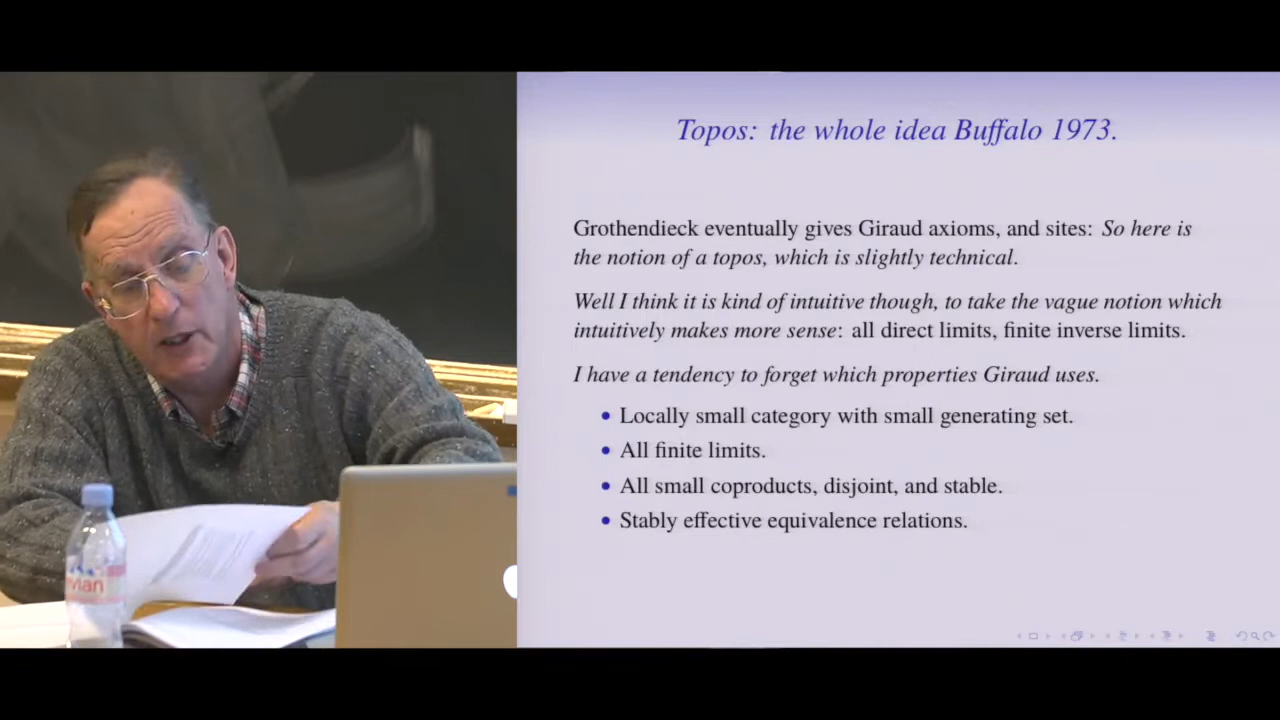 Topos: the whole idea Buffalo 1973.
Grothendieck eventually gives Giraud axioms, and sites: So here is
the notion of a topos, which is slightly technical.
Well I think it is kind of intuitive though, to take the vague notion which
intuitively makes more sense: all direct limits, finite inverse limits.
I have a tendency to forget which properties Giraud uses.
• Locally small category with small generating set.
• All finite limits.
• All small coproducts, disjoint, and stable.
• Stably effective equivalence relations.
vian